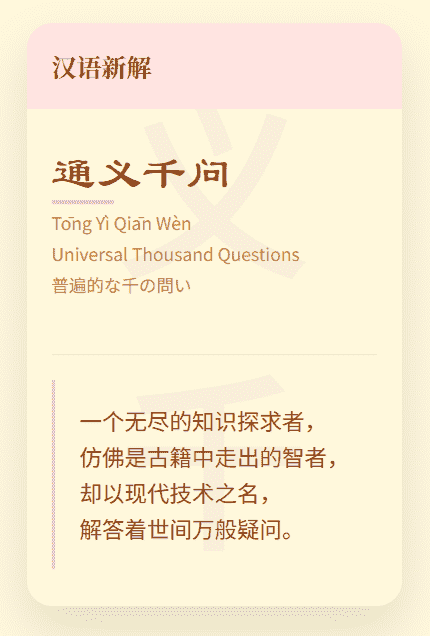 汉语新解
通义千问
Tōng Yì Qiān Wèn
Universal Thousand Questions
普遍的な千の問い
一个无尽的知识探求者，
仿佛是古籍中走出的智者，
却以现代技术之名，
解答着世间万般疑问。
义
千